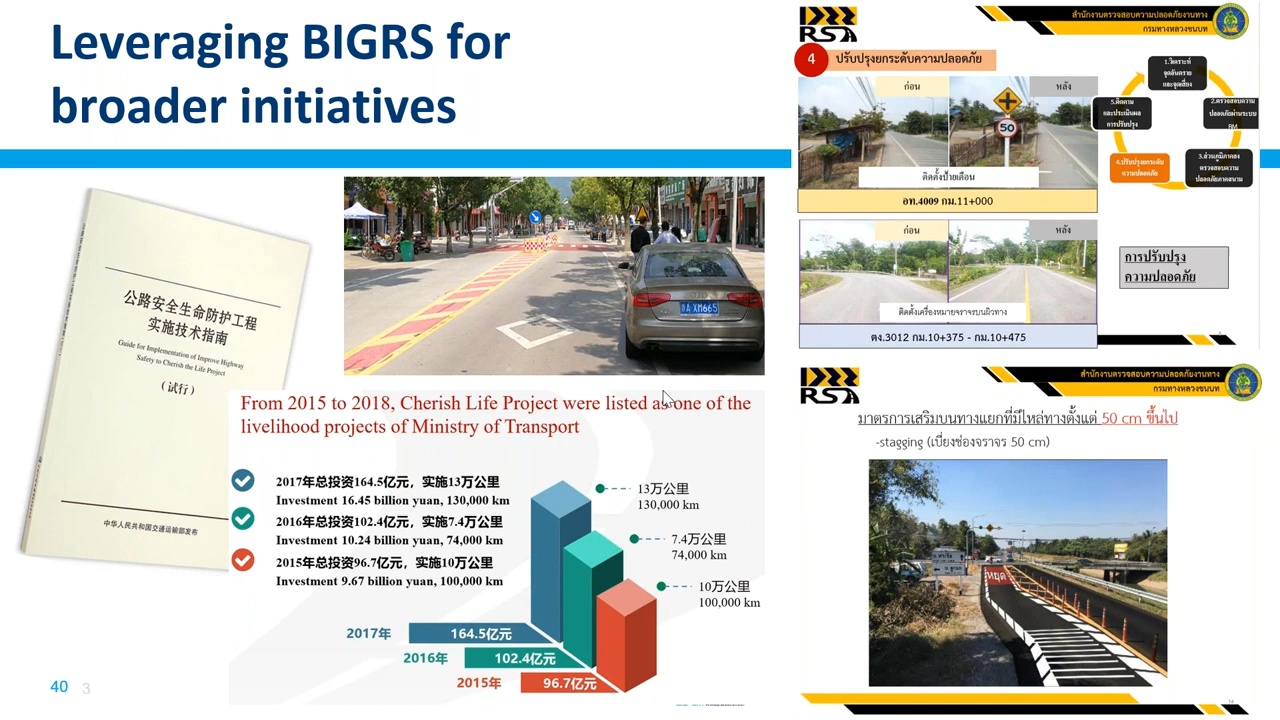 Leveraging BIGRS for
broader initiatives
公路安全生命防护工程
实施技术指南
Guide for Implementation of Improve Highway
Safety to Cherish the Life Project
(试行)
中华人民共和国交通运输部发布
XM665
From 2015 to 2018, Cherish Life Project were listed as one of the
livelihood projects of Ministry of Transport
2017年总投资164.5亿元，实施13万公里
Investment 16.45 billion yuan, 130,000 km
2016年总投资102.4亿元，实施7.4万公里
Investment 10.24 billion yuan, 74,000 km
2015年总投资96.7亿元，实施10万公里
Investment 9.67 billion yuan, 100,000 km
13万公里
130,000 km
7.4万公里
74,000 km
10万公里
100,000 km
2017年 164.5亿元
2016年 102.4亿元
2015年 96.7亿元
40 3
RSA
สำนักงานตรวจสอบความปลอดภัยงานทาง
กรมทางหลวงชนบท
4 ปรับปรุงยกระดับความปลอดภัย
ก่อน หลัง
50
ติดตั้งป้ายเตือน
อท.4009 กม.11+000
1.วิเคราะห์
จุดอันตราย
และจุดเสี่ยง
2.ตรวจสอบความ
ปลอดภัยผ่านระบบ
RM
3.ส่วนภูมิภาคลง
ตรวจสอบความ
ปลอดภัยภาคสนาม
4.ปรับปรุงยกระดับ
ความปลอดภัย
5.ติดตาม
และประเมินผล
การปรับปรุง
ก่อน หลัง
ติดตั้งเครื่องหมายจราจรบนผิวทาง
ตง.3012 กม.10+375 - กม.10+475
การปรับปรุง
ความปลอดภัย
RSA
สำนักงานตรวจสอบความปลอดภัยงานทาง
กรมทางหลวงชนบท
มาตรการเสริมบนทางแยกที่มีไหล่ทางตั้งแต่ 50 cm ขึ้นไป
-stagging (เบี่ยงช่องจราจร 50 cm)
หยุด